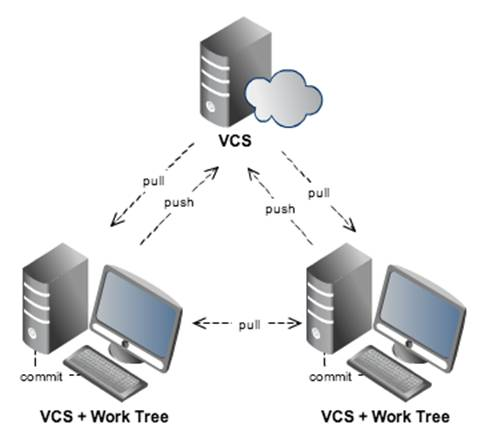 VCS
pull
pull
push
push
pull
commit
commit
VCS + Work Tree
VCS + Work Tree